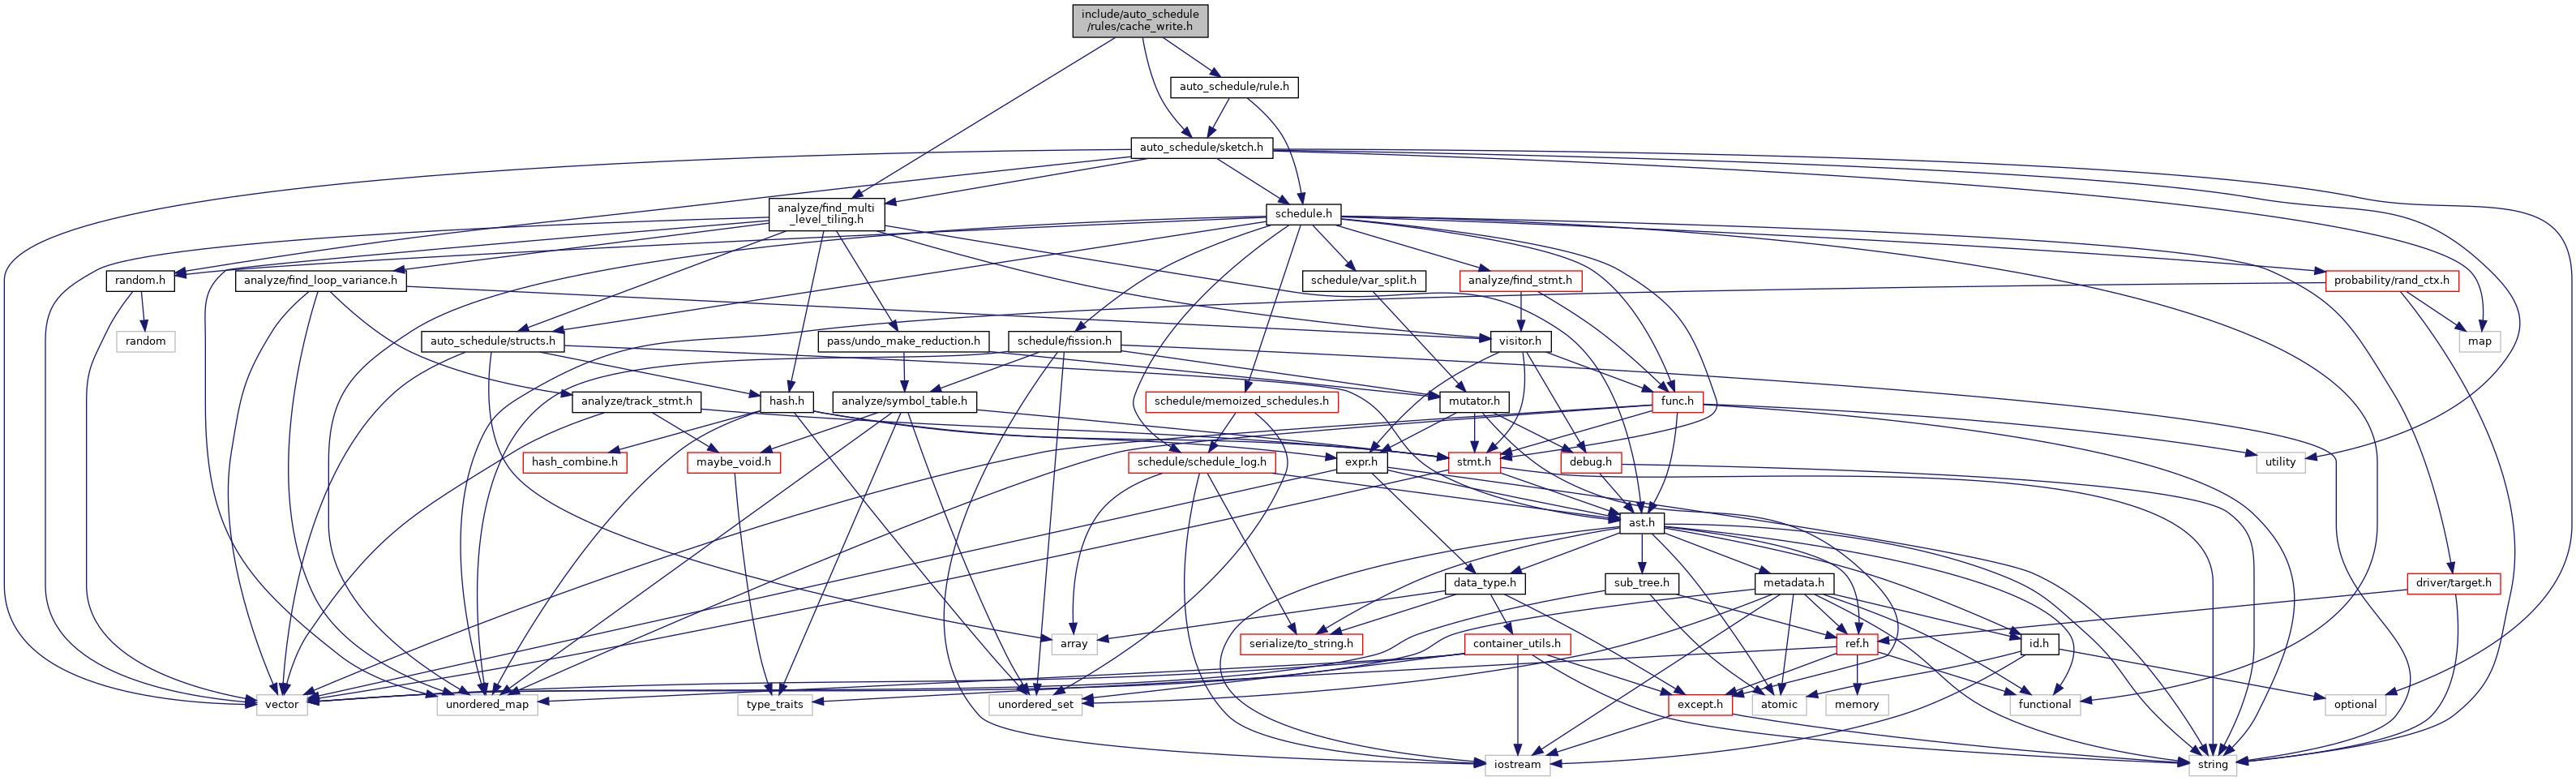 include/auto_schedule
/rules/cache_write.h
auto_schedule/rule.h
auto_schedule/sketch.h
analyze/find_multi
_level_tiling.h
schedule.h
random.h
analyze/find_loop_variance.h
schedule/var_split.h
analyze/find_stmt.h
probability/rand_ctx.h
random
auto_schedule/structs.h
pass/undo_make_reduction.h
schedule/fission.h
visitor.h
map
analyze/track_stmt.h
hash.h
analyze/symbol_table.h
schedule/memoized_schedules.h
mutator.h
func.h
hash_combine.h
maybe_void.h
schedule/schedule_log.h
expr.h
stmt.h
debug.h
utility
ast.h
data_type.h
sub_tree.h
metadata.h
driver/target.h
array
serialize/to_string.h
container_utils.h
ref.h
id.h
vector
unordered_map
type_traits
unordered_set
except.h
atomic
memory
functional
optional
iostream
string